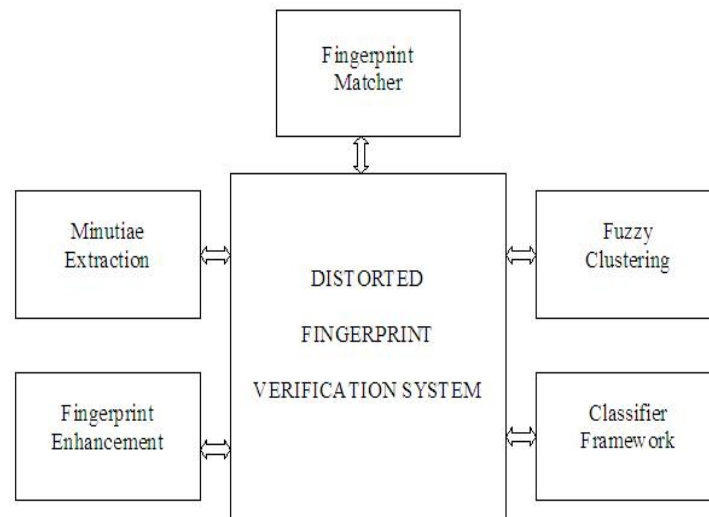 Fingerprint
Matcher
Minutiae
Extraction
DISTORTED
FINGERPRINT
VERIFICATION SYSTEM
Fuzzy
Clustering
Fingerprint
Enhancement
Classifier
Framework